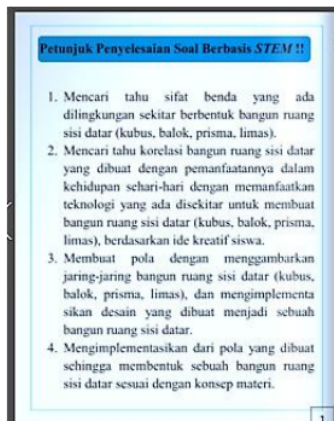 Petunjuk Penyelesaian Soal Berbasis STEM !!
1. Mencari tahu sifat benda yang ada
dilingkungan sekitar berbentuk bangun ruang
sisi datar (kubus, balok, prisma, limas).
2. Mencari tahu korelasi bangun ruang sisi datar
yang dibuat dengan pemanfaatannya dalam
kehidupan sehari-hari dengan memanfaatkan
teknologi yang ada disekitar untuk membuat
bangun ruang sisi datar (kubus, balok, prisma,
limas), berdasarkan ide kreatif siswa.
3. Membuat pola dengan menggambarkan
jaring-jaring bangun ruang sisi datar (kubus,
balok, prisma, limas), dan mengimplementa
sikan desain yang dibuat menjadi sebuah
bangun ruang sisi datar.
4. Mengimplementasikan dari pola yang dibuat
sehingga membentuk sebuah bangun ruang
sisi datar sesuai dengan konsep materi.
1